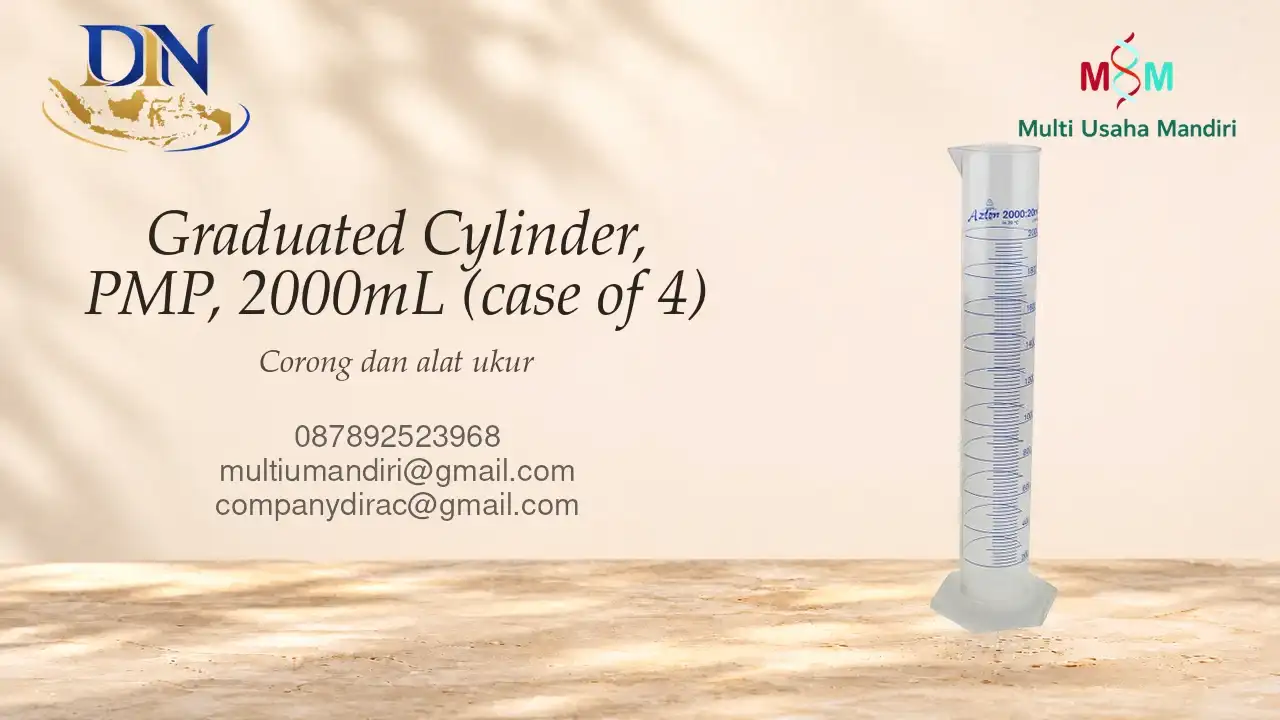 DN
M M
Multi Usaha Mandiri
Graduated Cylinder,
PMP, 2000mL (case of 4)
Corong dan alat ukur
087892523968
multiumandiri@gmail.com
companydirac@gmail.com
Azlon 2000:20m